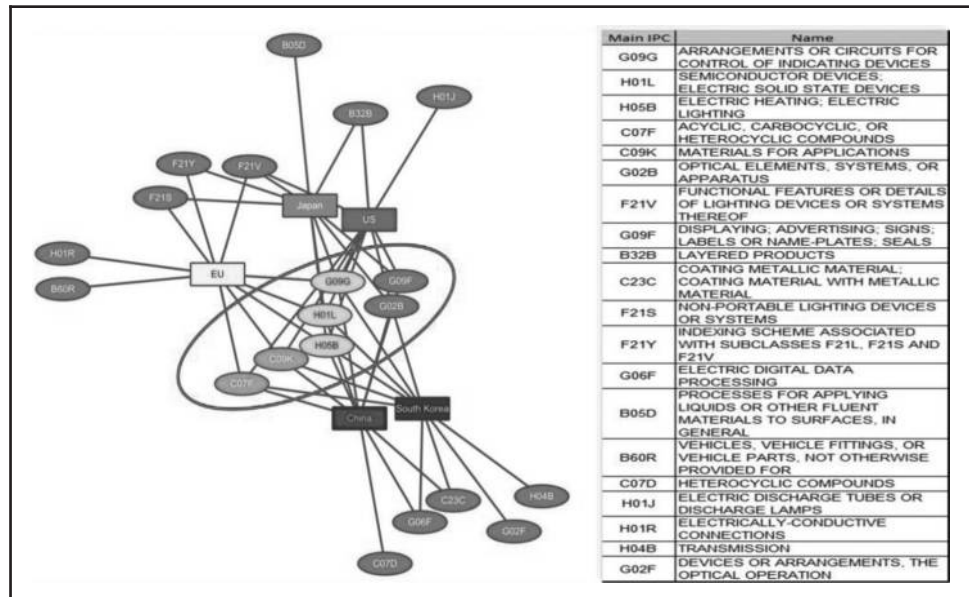 B05D
H01J
B32B
F21Y
F21V
F21S
Japan
US
H01R
EU
B60R
G09G
G09F
G02B
H01L
H05B
C09K
C07F
China
South Korea
C23C
H04B
G06F
G02F
C07D
Main IPC Name
G09G ARRANGEMENTS OR CIRCUITS FOR
CONTROL OF INDICATING DEVICES
H01L SEMICONDUCTOR DEVICES;
ELECTRIC SOLID STATE DEVICES
H05B ELECTRIC HEATING; ELECTRIC
LIGHTING
C07F ACYCLIC, CARBOCYCLIC, OR
HETEROCYCLIC COMPOUNDS
C09K MATERIALS FOR APPLICATIONS
G02B OPTICAL ELEMENTS, SYSTEMS, OR
APPARATUS
F21V FUNCTIONAL FEATURES OR DETAILS
OF LIGHTING DEVICES OR SYSTEMS
THEREOF
G09F DISPLAYING; ADVERTISING; SIGNS;
LABELS OR NAME-PLATES; SEALS
B32B LAYERED PRODUCTS
C23C COATING METALLIC MATERIAL;
COATING MATERIAL WITH METALLIC
MATERIAL
F21S NON-PORTABLE LIGHTING DEVICES
OR SYSTEMS
F21Y INDEXING SCHEME ASSOCIATED
WITH SUBCLASSES F21L, F21S AND
F21V
G06F ELECTRIC DIGITAL DATA
PROCESSING
B05D PROCESSES FOR APPLYING
LIQUIDS OR OTHER FLUENT
MATERIALS TO SURFACES, IN
GENERAL
B60R VEHICLES, VEHICLE FITTINGS, OR
VEHICLE PARTS, NOT OTHERWISE
PROVIDED FOR
C07D HETEROCYCLIC COMPOUNDS
H01J ELECTRIC DISCHARGE TUBES OR
DISCHARGE LAMPS
H01R ELECTRICALLY-CONDUCTIVE
CONNECTIONS
H04B TRANSMISSION
G02F DEVICES OR ARRANGEMENTS, THE
OPTICAL OPERATION